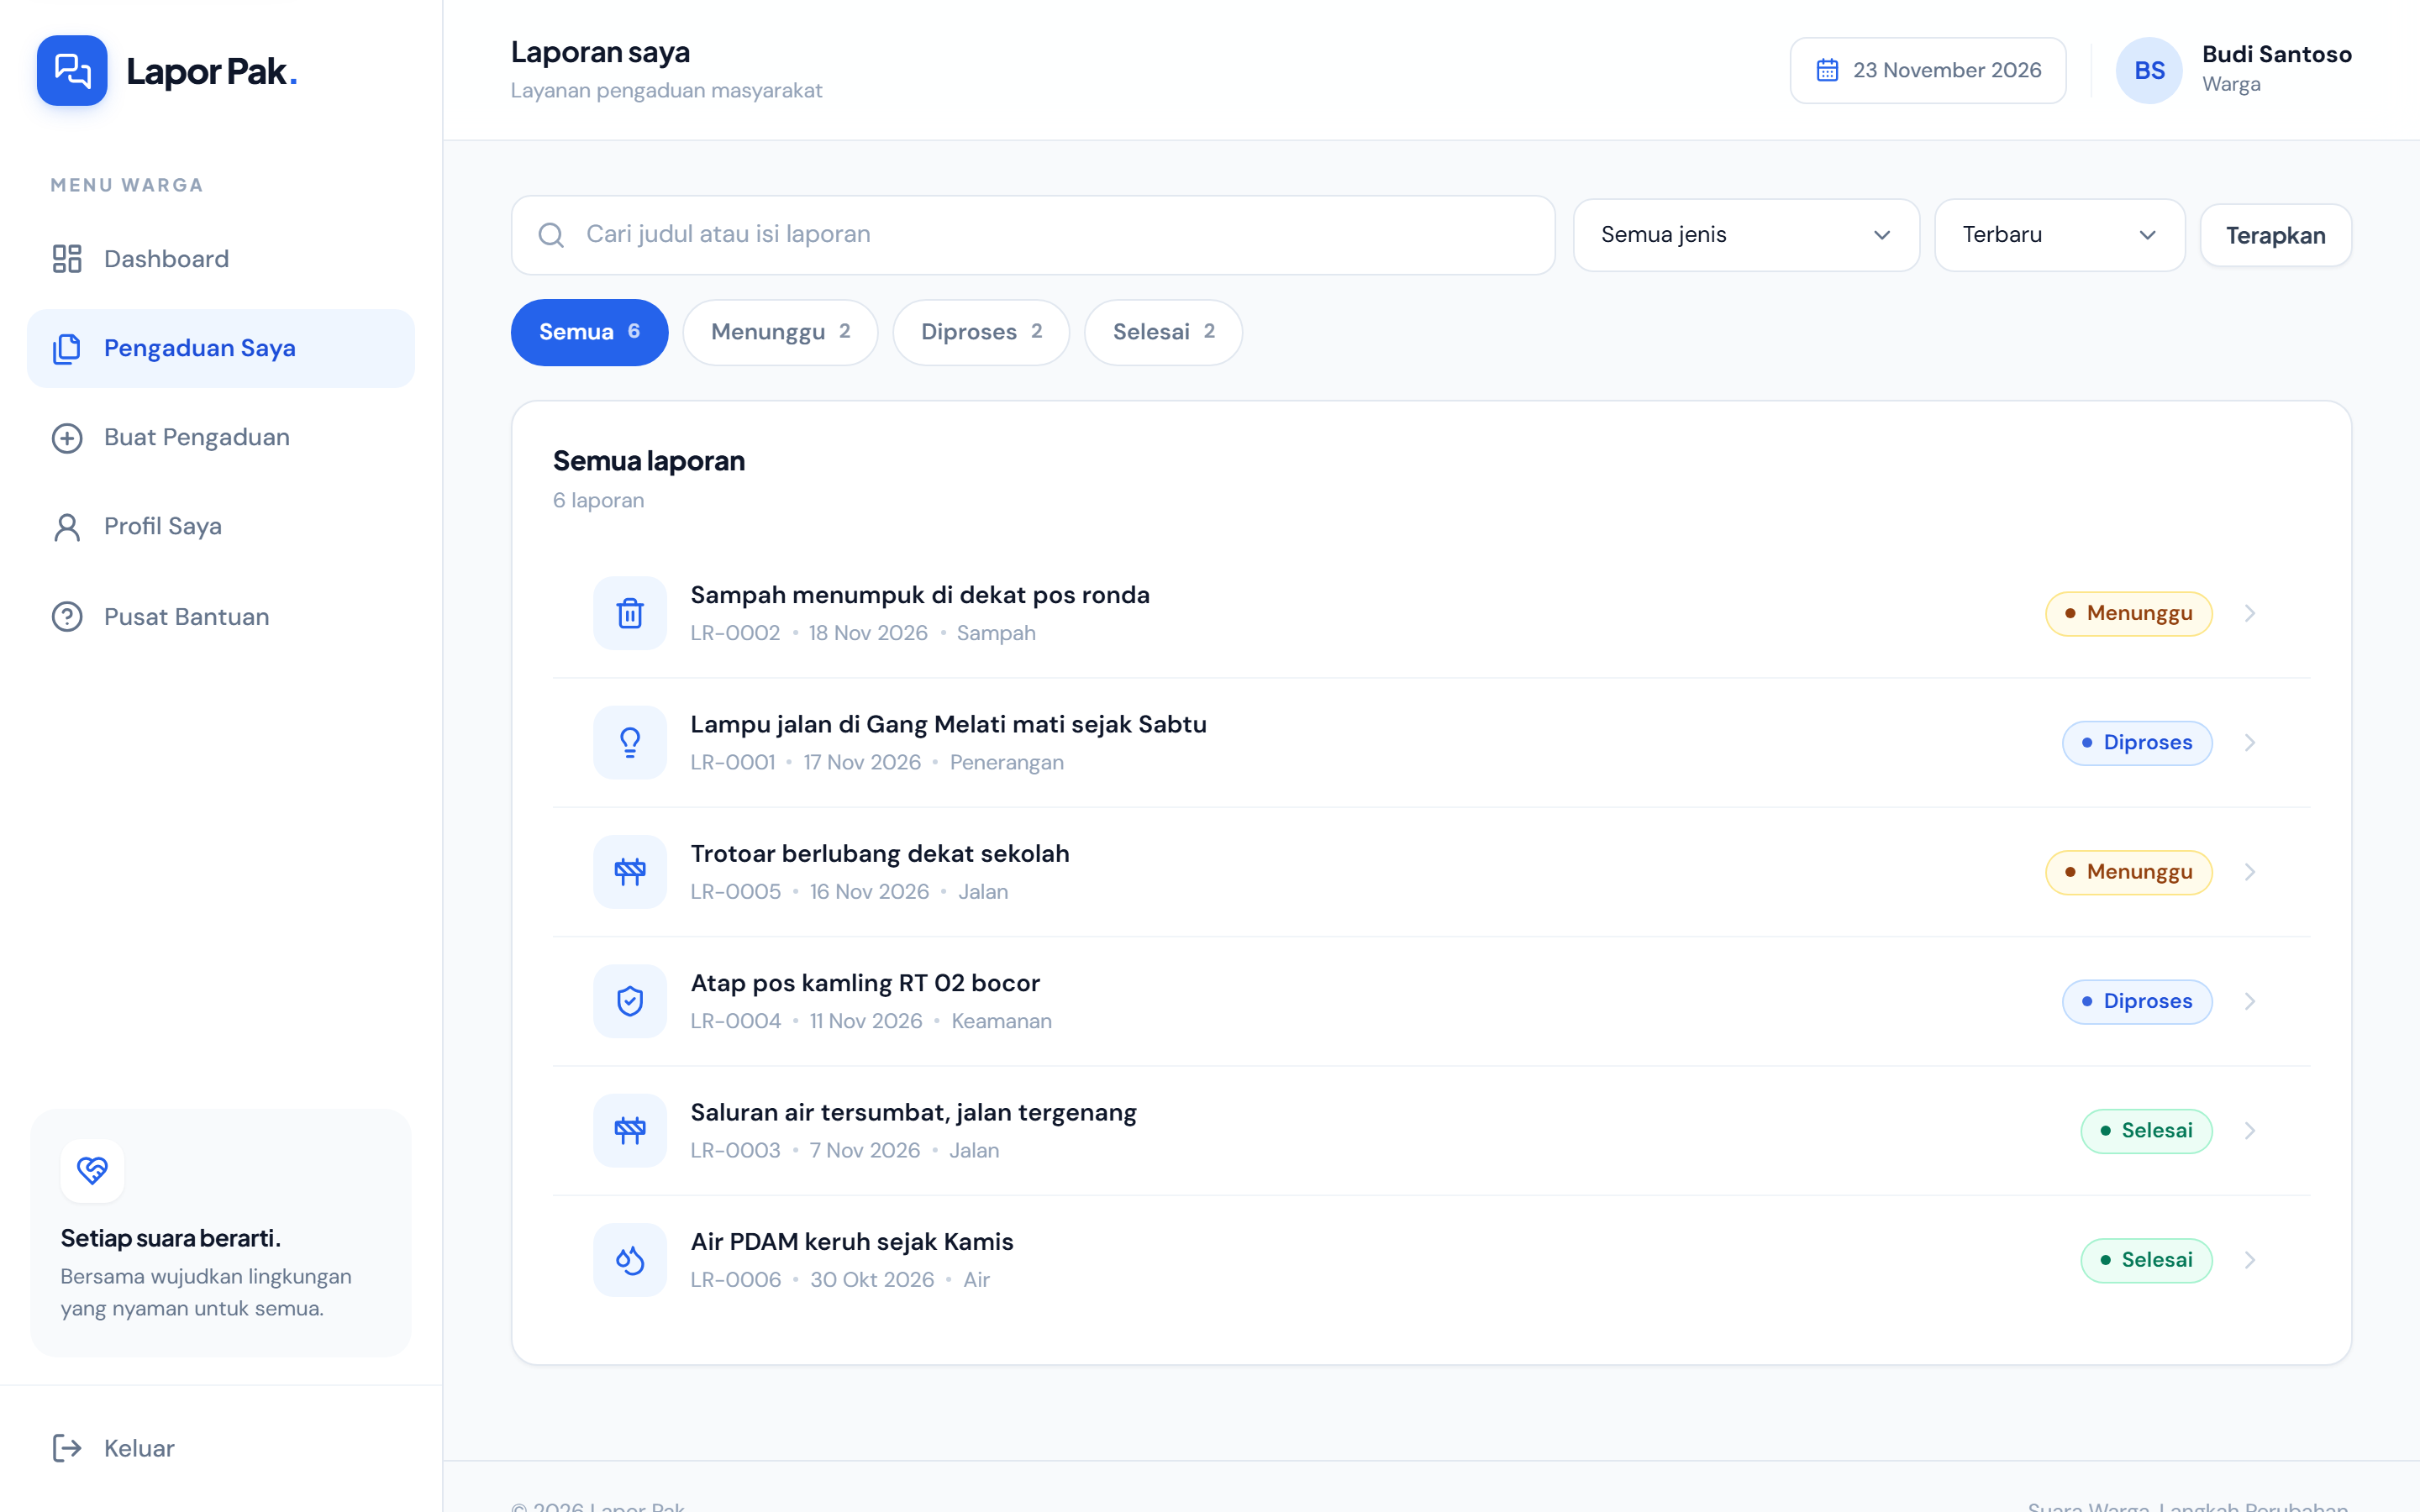 Lapor Pak.
MENU WARGA
Dashboard
Pengaduan Saya
Buat Pengaduan
Profil Saya
Pusat Bantuan
Setiap suara berarti.
Bersama wujudkan lingkungan
yang nyaman untuk semua.
Keluar
Laporan saya
Layanan pengaduan masyarakat
23 November 2026
BS
Budi Santoso
Warga
Cari judul atau isi laporan
Semua jenis
Terbaru
Terapkan
Semua 6
Menunggu 2
Diproses 2
Selesai 2
Semua laporan
6 laporan
Sampah menumpuk di dekat pos ronda
LR-0002 • 18 Nov 2026 • Sampah
Menunggu
Lampu jalan di Gang Melati mati sejak Sabtu
LR-0001 • 17 Nov 2026 • Penerangan
Diproses
Trotoar berlubang dekat sekolah
LR-0005 • 16 Nov 2026 • Jalan
Menunggu
Atap pos kamling RT 02 bocor
LR-0004 • 11 Nov 2026 • Keamanan
Diproses
Saluran air tersumbat, jalan tergenang
LR-0003 • 7 Nov 2026 • Jalan
Selesai
Air PDAM keruh sejak Kamis
LR-0006 • 30 Okt 2026 • Air
Selesai
© 2026 Lapor Pak
Suara Warga, Langkah Perubahan